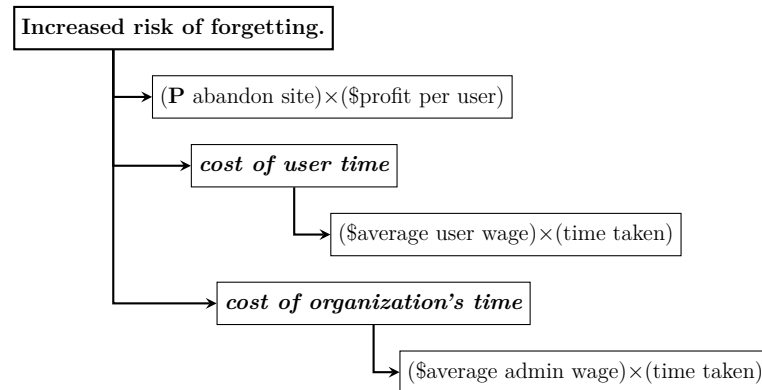 Increased risk of forgetting.
(P abandon site)×($profit per user)
cost of user time
($average user wage)×(time taken)
cost of organization's time
($average admin wage)×(time taken)